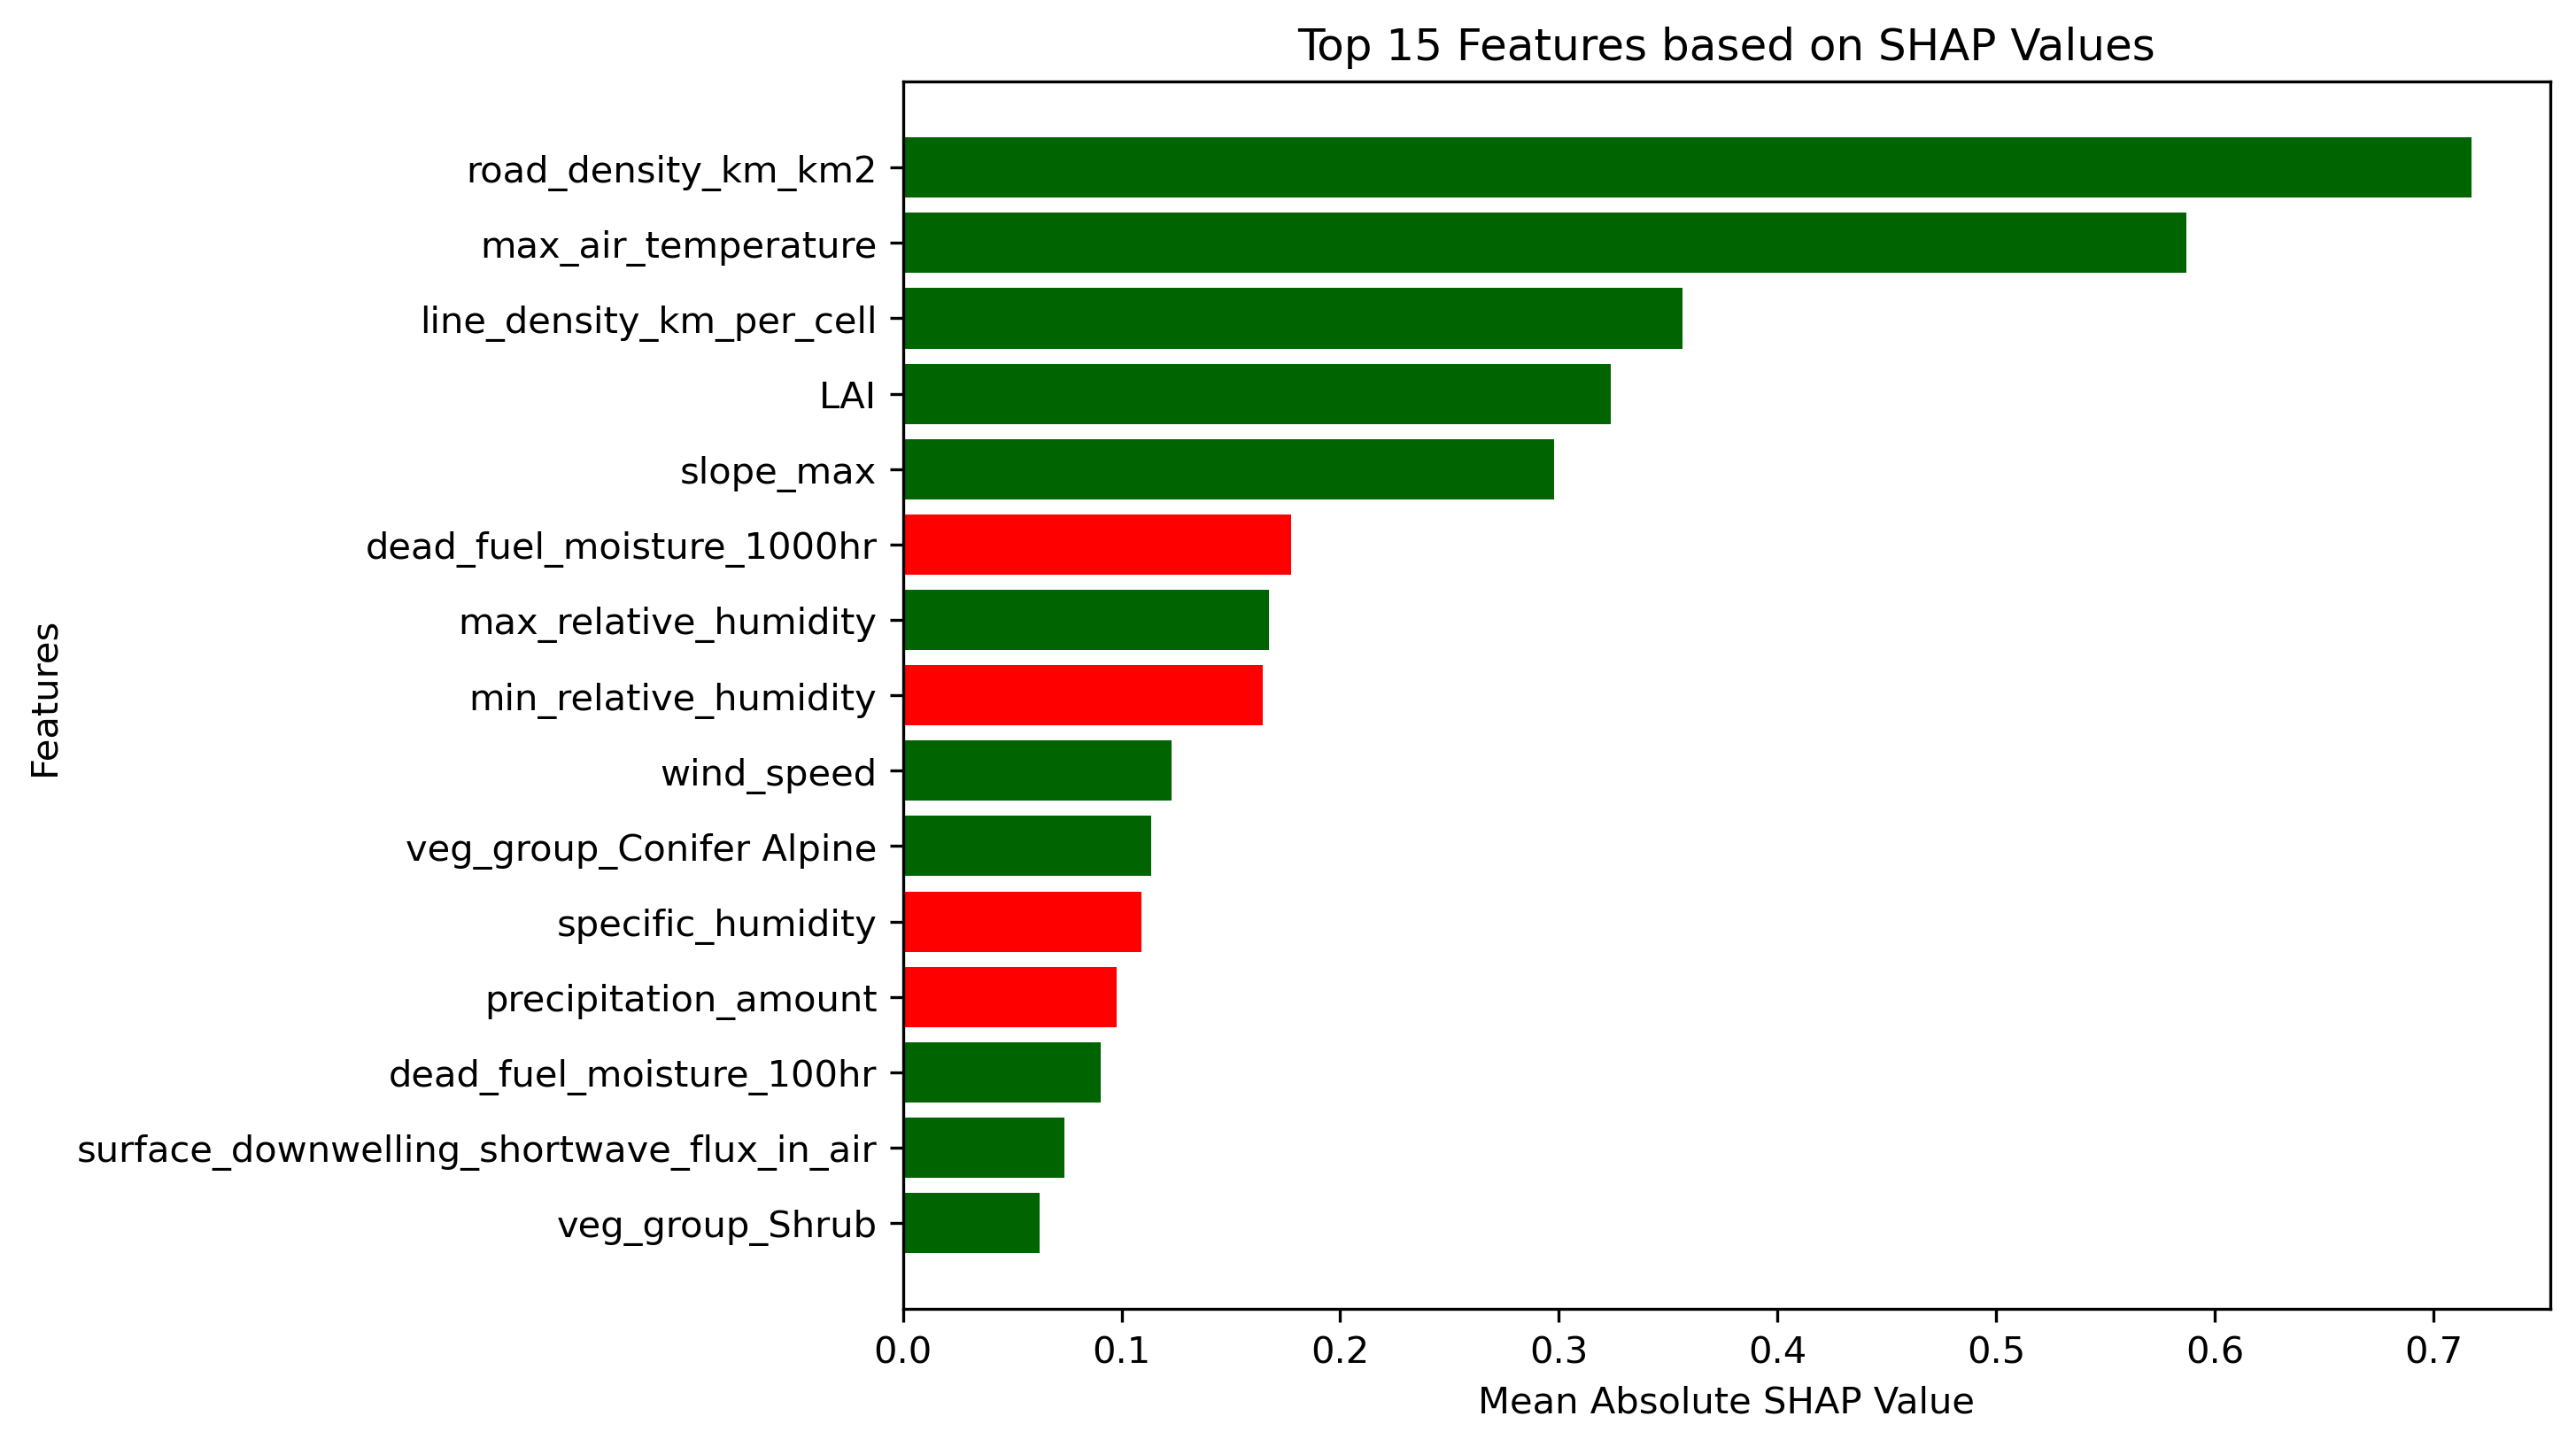 Top 15 Features based on SHAP Values
Features
road_density_km_km2
max_air_temperature
line_density_km_per_cell
LAI
slope_max
dead_fuel_moisture_1000hr
max_relative_humidity
min_relative_humidity
wind_speed
veg_group_Conifer Alpine
specific_humidity
precipitation_amount
dead_fuel_moisture_100hr
surface_downwelling_shortwave_flux_in_air
veg_group_Shrub
0.0 0.1 0.2 0.3 0.4 0.5 0.6 0.7
Mean Absolute SHAP Value